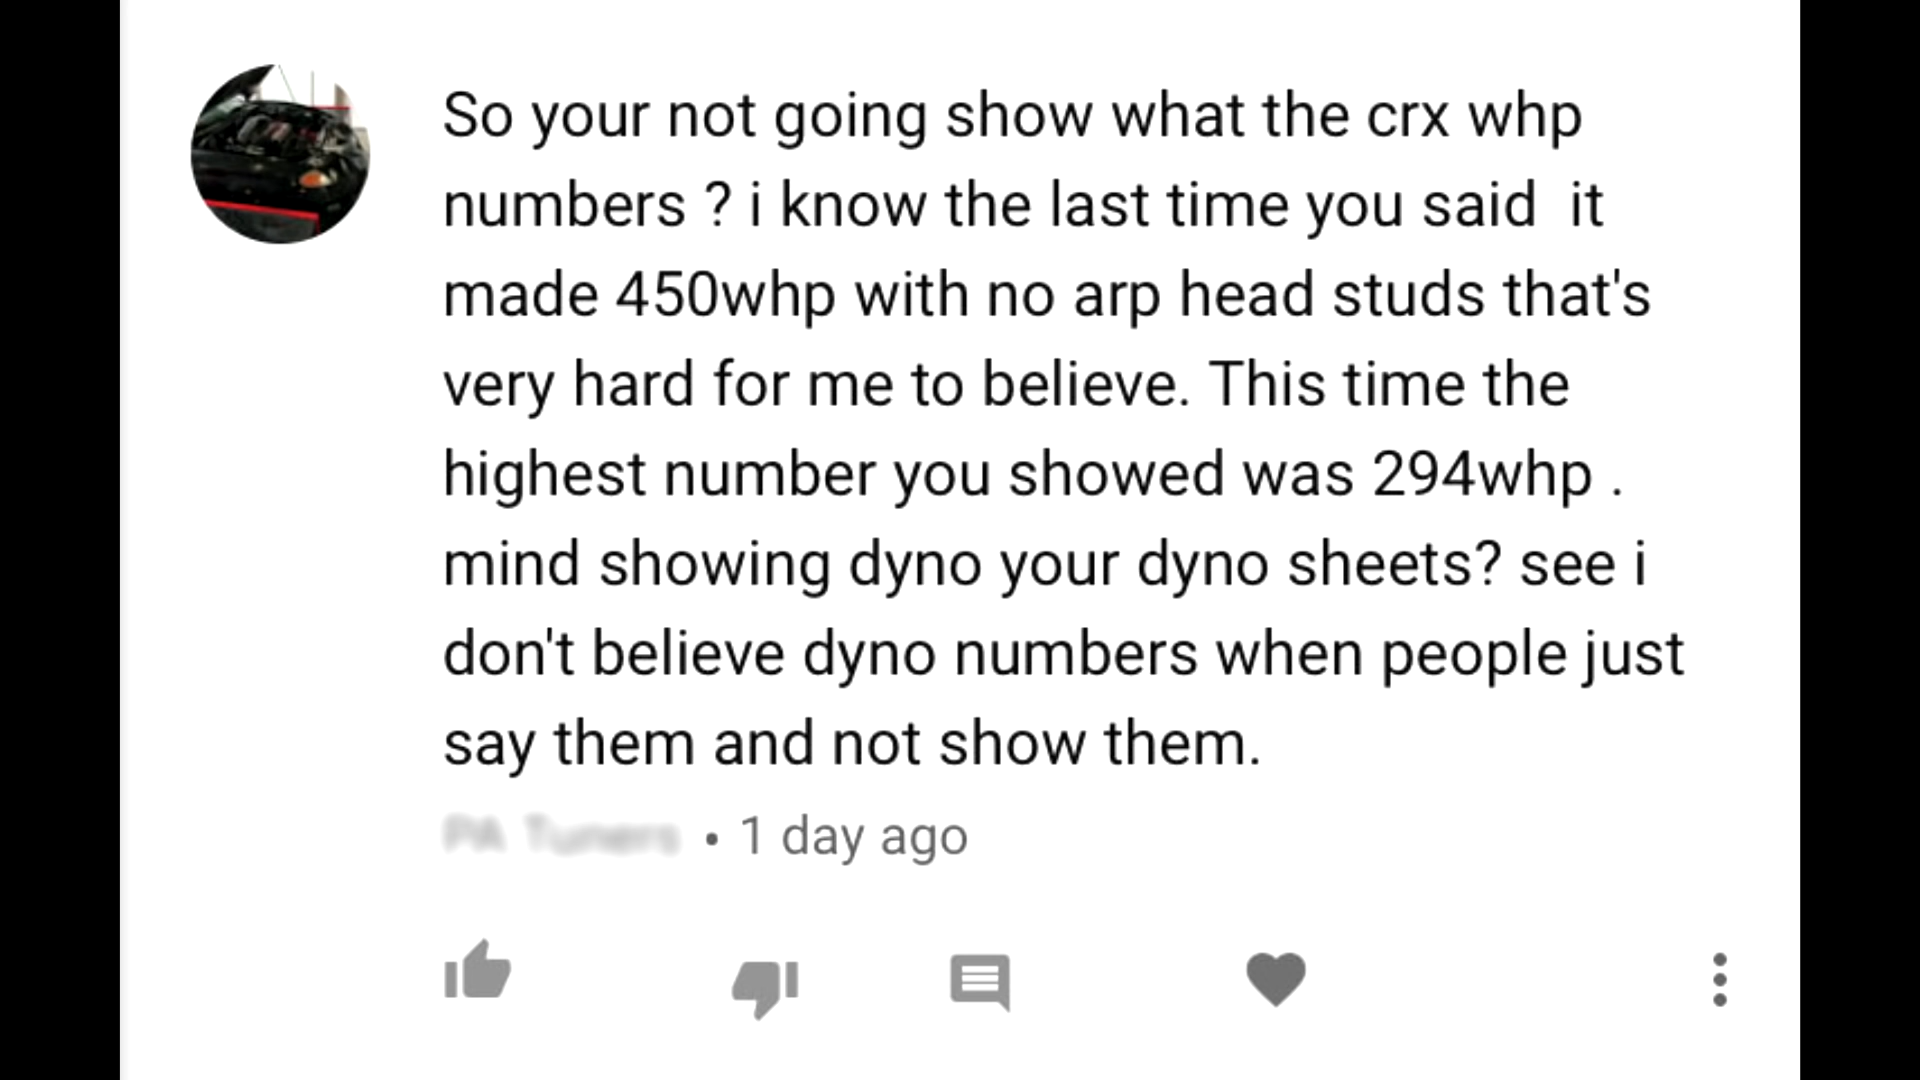 So your not going show what the crx whp
numbers ? i know the last time you said  it
made 450whp with no arp head studs that's
very hard for me to believe. This time the
highest number you showed was 294whp .
mind showing dyno your dyno sheets? see i
don't believe dyno numbers when people just
say them and not show them.
• 1 day ago